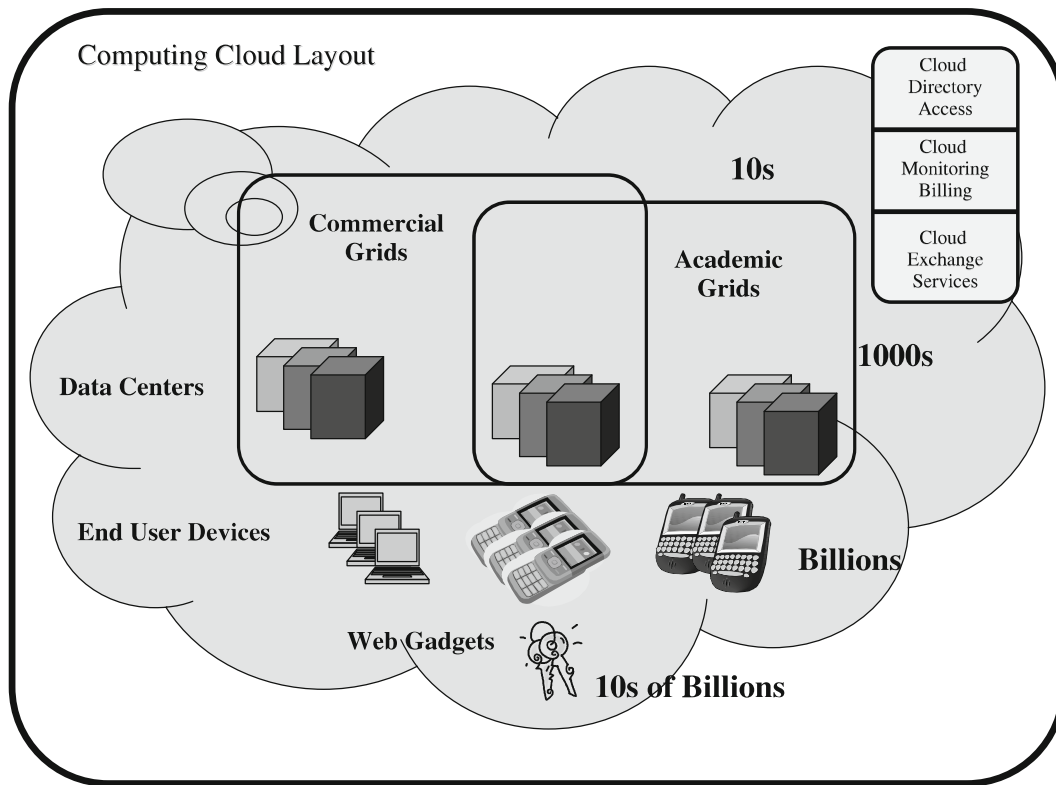 Computing Cloud Layout
Cloud
Directory
Access
Cloud
Monitoring
Billing
Cloud
Exchange
Services
10s
Commercial
Grids
Academic
Grids
1000s
Data Centers
End User Devices
Billions
Web Gadgets
10s of Billions